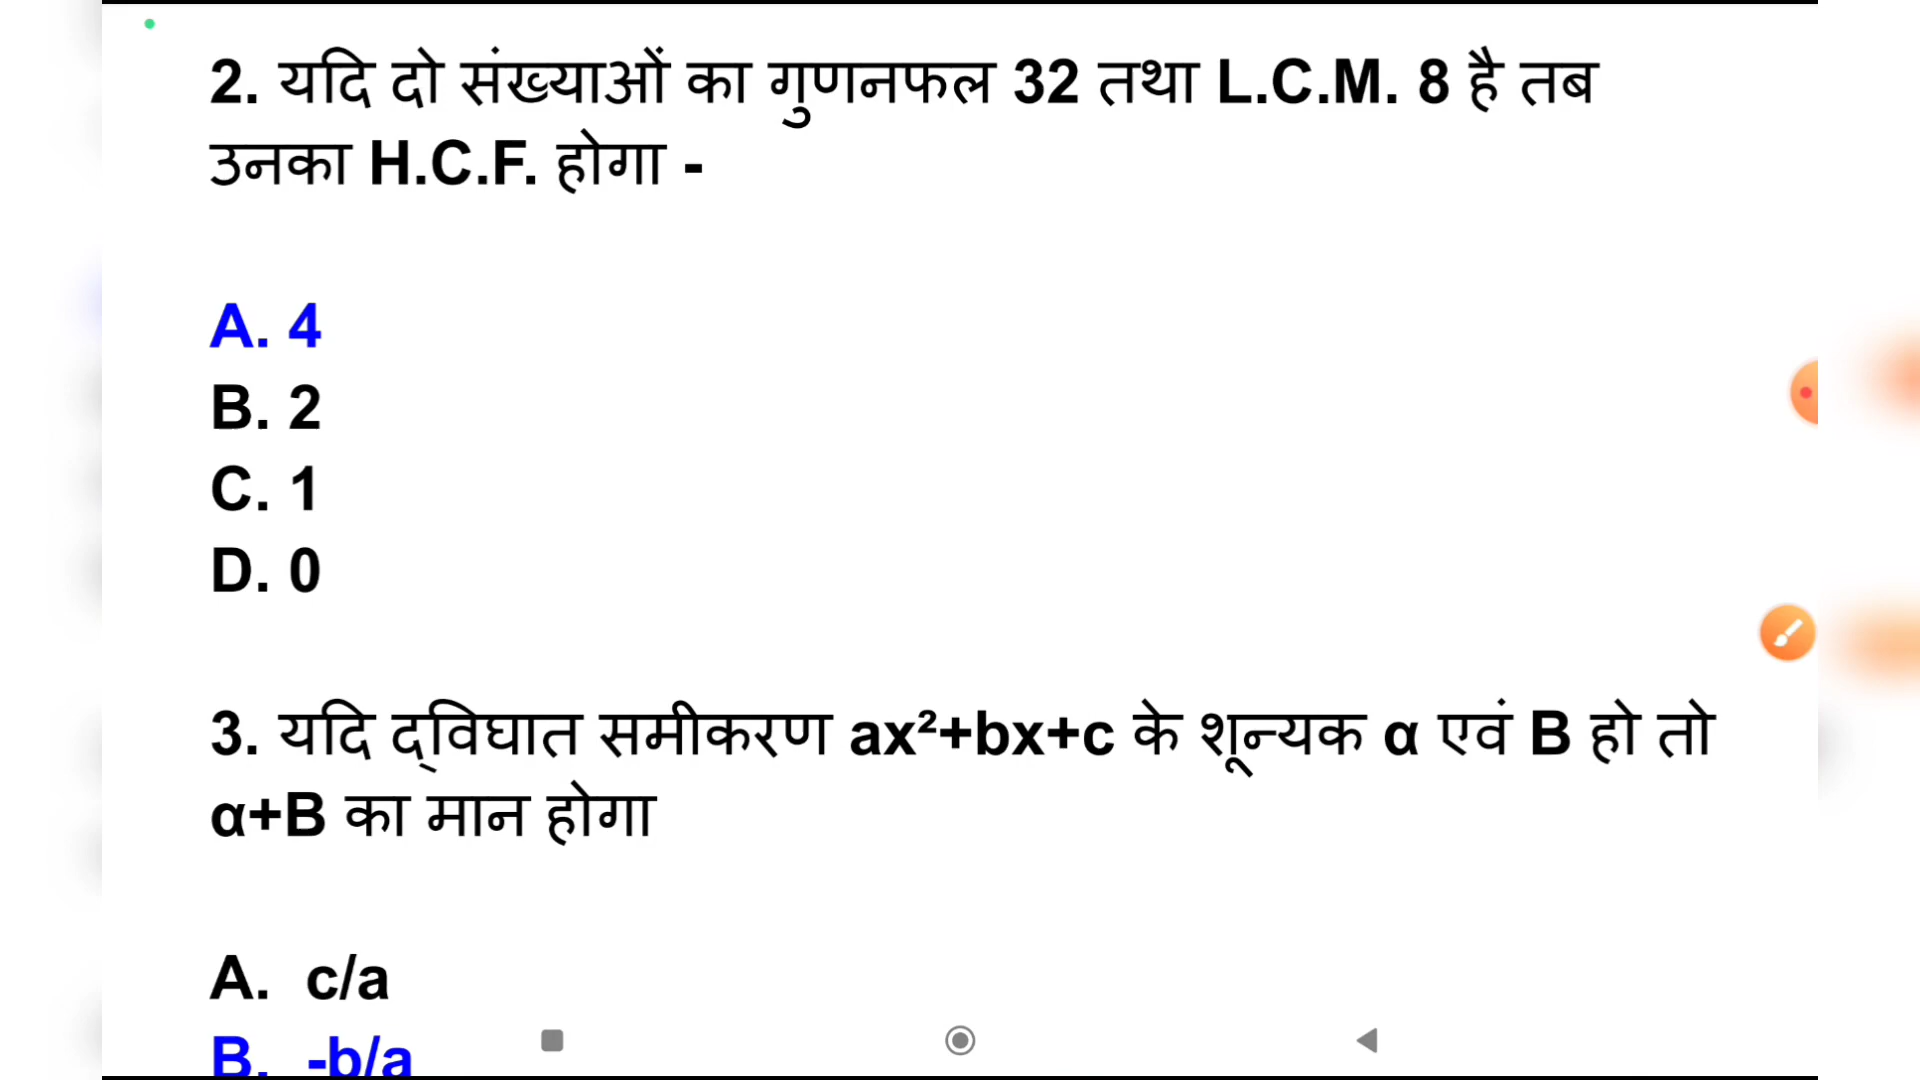 2. यदि दो संख्याओं का गुणनफल 32 तथा L.C.M. 8 है तब
उनका H.C.F. होगा -
A. 4
B. 2
C. 1
D. 0
3. यदि द्विघात समीकरण ax²+bx+c के शून्यक α एवं B हो तो
α+B का मान होगा
A. c/a
B. -b/a